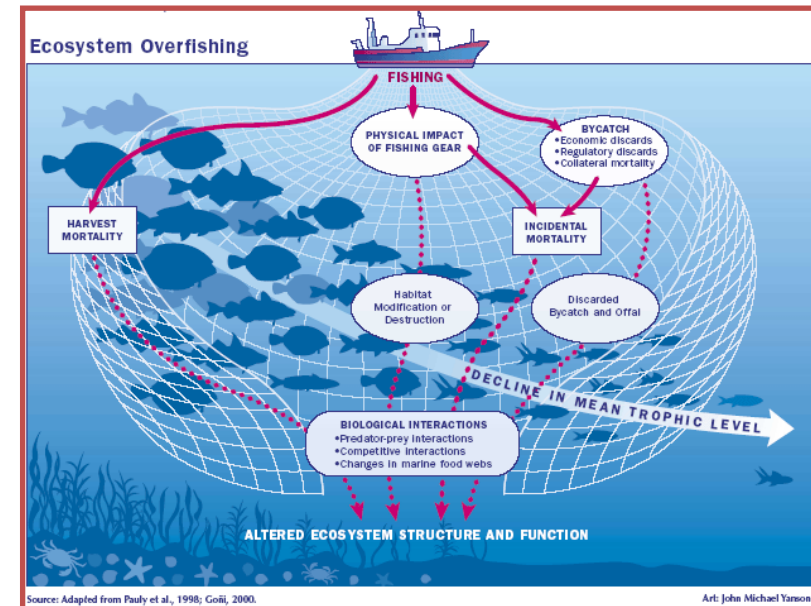 Ecosystem Overfishing
FISHING
PHYSICAL IMPACT
OF FISHING GEAR
BYCATCH
•Economic discards
•Regulatory discards
•Collateral mortality
HARVEST
MORTALITY
INCIDENTAL
MORTALITY
Habitat
Modification or
Destruction
Discarded
Bycatch and Offal
DECLINE IN MEAN TROPHIC LEVEL
BIOLOGICAL INTERACTIONS
•Predator-prey interactions
•Competitive interactions
•Changes in marine food webs
ALTERED ECOSYSTEM STRUCTURE AND FUNCTION
Source: Adapted from Pauly et al., 1998; Goñi, 2000.
Art: John Michael Yanson